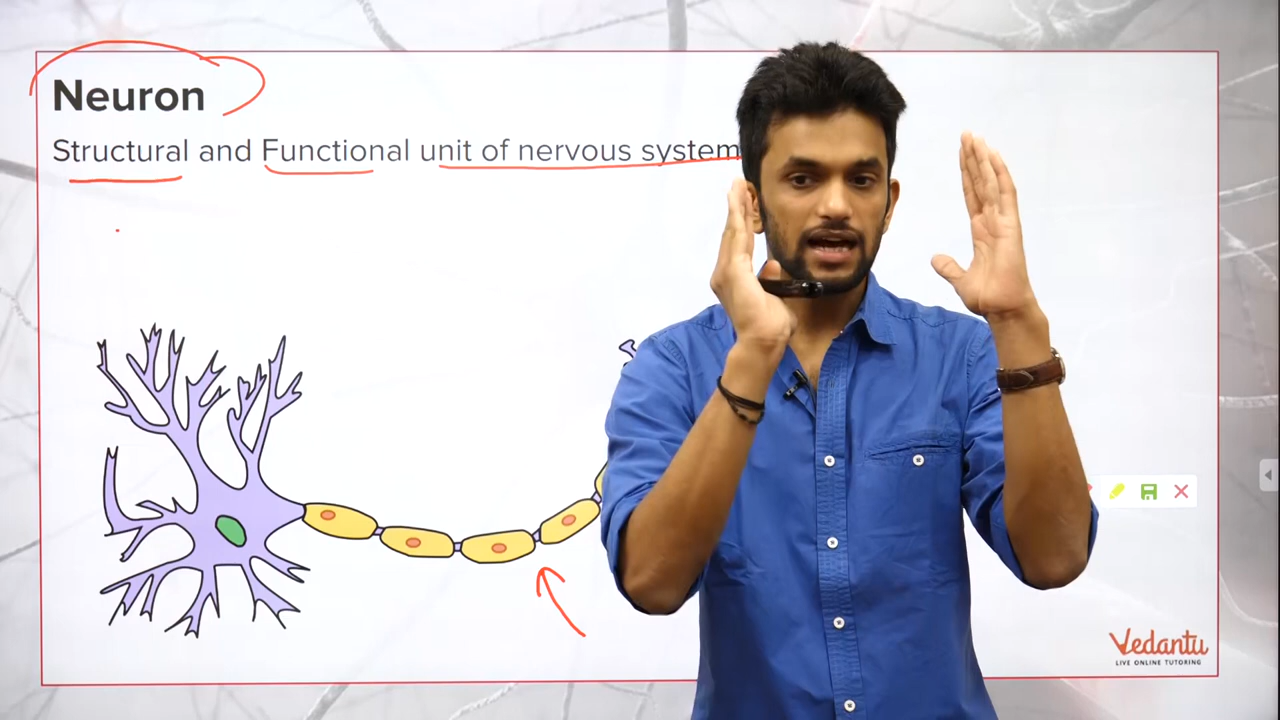 Neuron
Structural and Functional unit of nervous system
Vedantu
LIVE ONLINE TUTORING